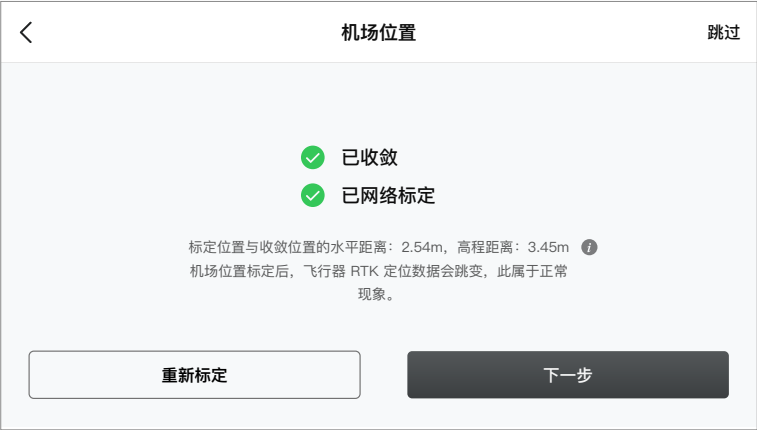 机场位置
跳过
已收敛
已网络标定
标定位置与收敛位置的水平距离：2.54m，高程距离：3.45m
机场位置标定后，飞行器 RTK 定位数据会跳变，此属于正常
现象。
重新标定
下一步